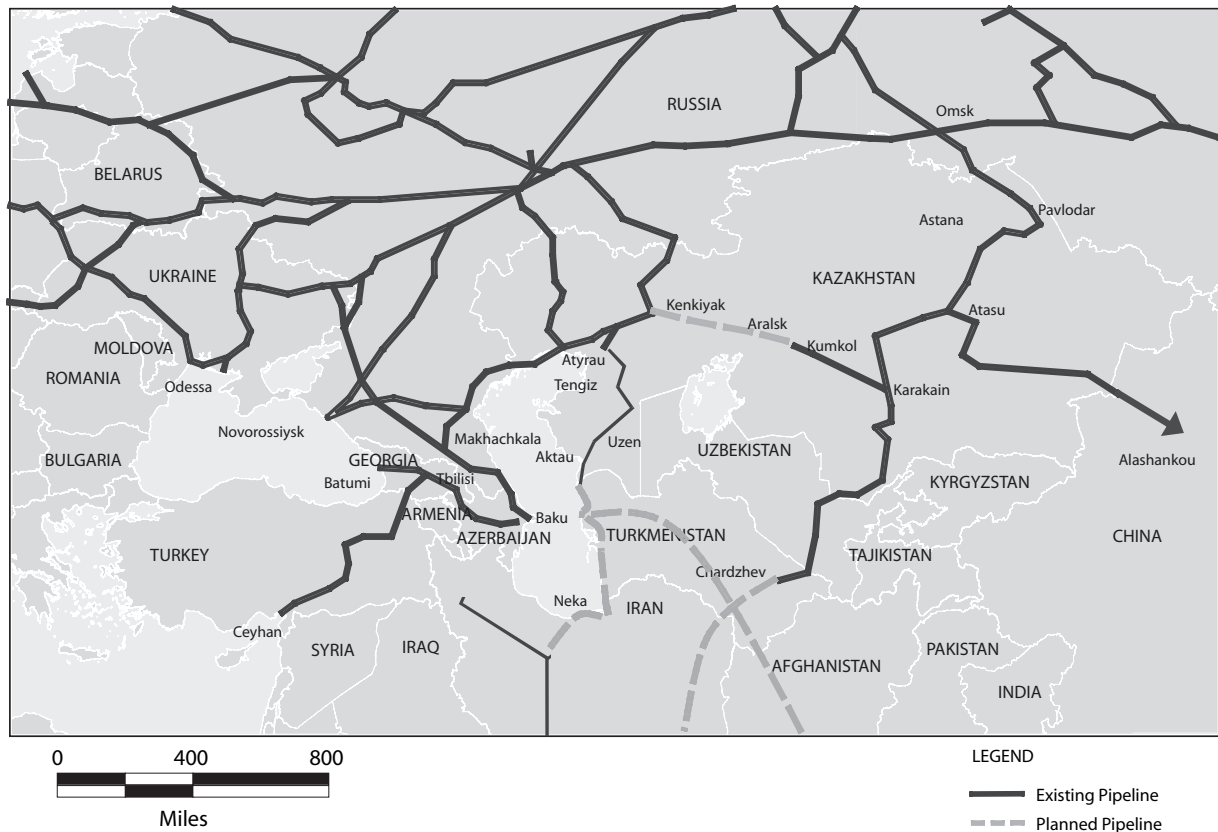 RUSSIA
Omsk
BELARUS
Astana
Pavlodar
UKRAINE
KAZAKHSTAN
Kenkiyak
Aralsk
Atasu
MOLDOVA
Kumkol
ROMANIA
Atyrau
Odessa
Tengiz
Karakain
Novorossiysk
Makhachkala
Uzen
BULGARIA
GEORGIA
Aktau
UZBEKISTAN
Alashankou
Batumi
Tbilisi
KYRGYZSTAN
ARMENIA
Baku
AZERBAIJAN
TURKMENISTAN
CHINA
TURKEY
TAJIKISTAN
Chardzhev
Neka
IRAN
Ceyhan
SYRIA
IRAQ
PAKISTAN
AFGHANISTAN
INDIA
0 400 800
Miles
LEGEND
Existing Pipeline
Planned Pipeline